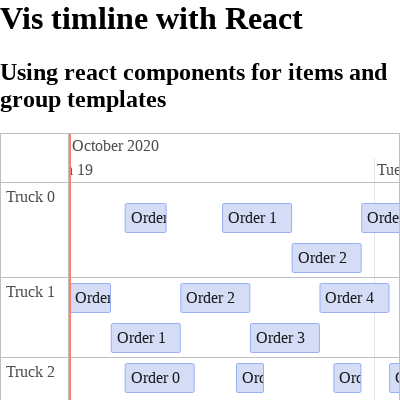 Vis timline with React
Using react components for items and
group templates
October 2020
19
Truck 0
Order 1
Order 2
Truck 1
Order 2
Order 4
Order 1
Order 3
Truck 2
Order 0